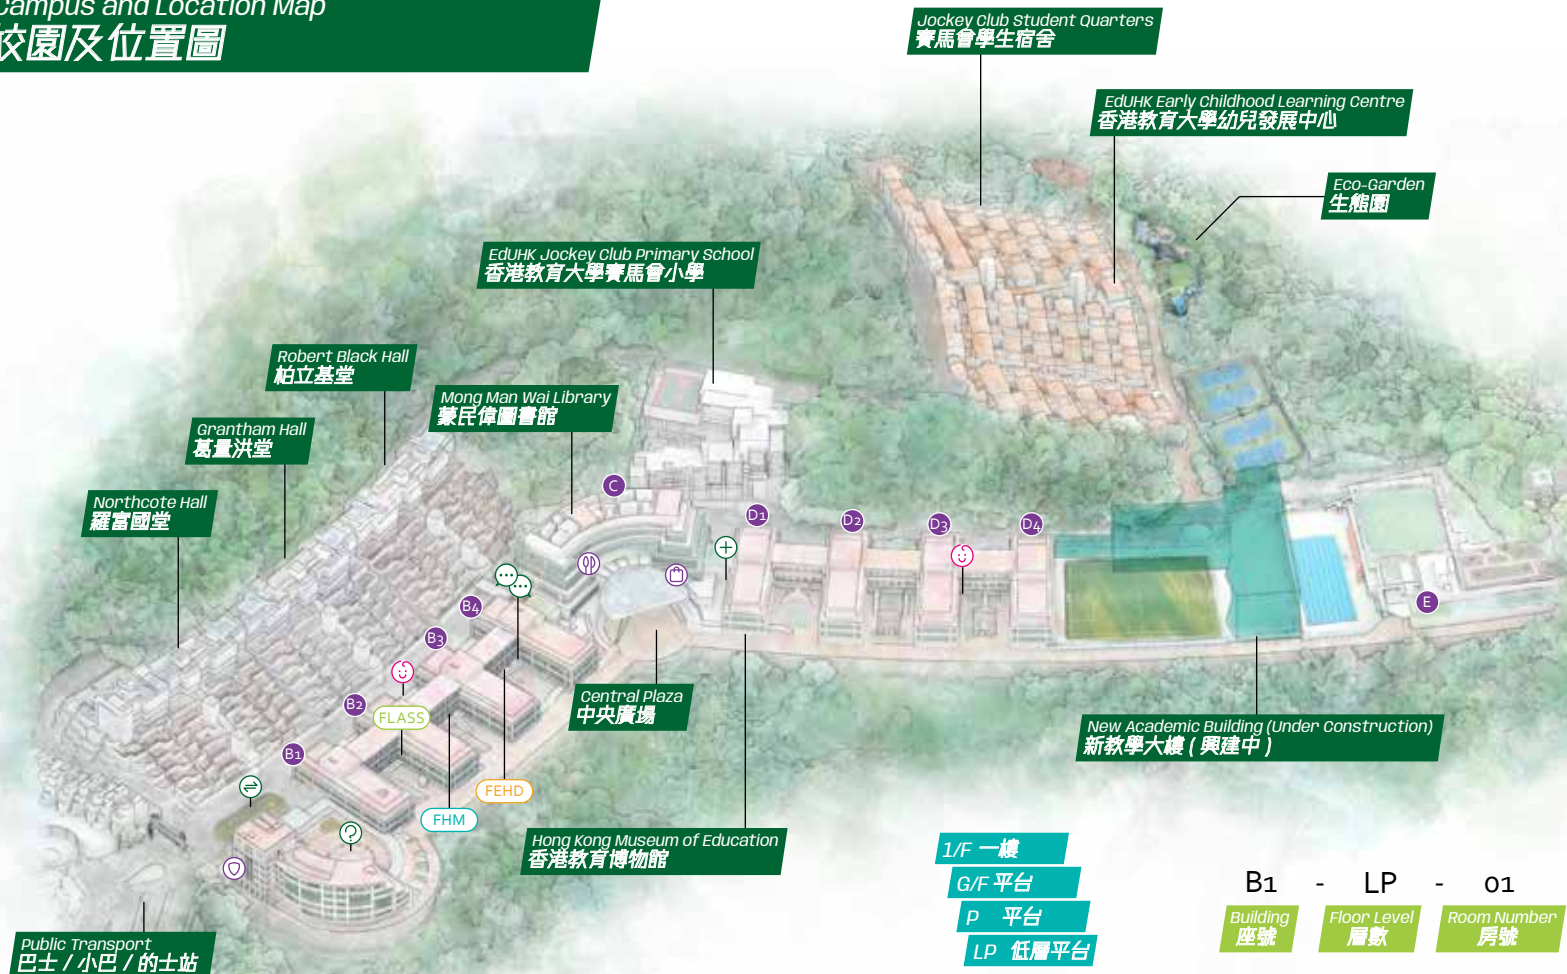 Campus and Location Map
校園及位置圖
Jockey Club Student Quarters
賽馬會學生宿舍
EdUHK Early Childhood Learning Centre
香港教育大學幼兒發展中心
Eco-Garden
生態園
EdUHK Jockey Club Primary School
香港教育大學賽馬會小學
Robert Black Hall
柏立基堂
Mong Man Wai Library
蒙民偉圖書館
Grantham Hall
葛量洪堂
Northcote Hall
羅富國堂
C
D1
D2
D3
D4
E
B4
B3
B2
B1
FLASS
FEHD
FHM
Central Plaza
中央廣場
New Academic Building (Under Construction)
新教學大樓 ( 興建中 )
Hong Kong Museum of Education
香港教育博物館
Public Transport
巴士 / 小巴 / 的士站
1/F 一樓
G/F 平台
P 平台
LP 低層平台
B1 - LP - 01
Building Floor Level Room Number
座號 層數 房號